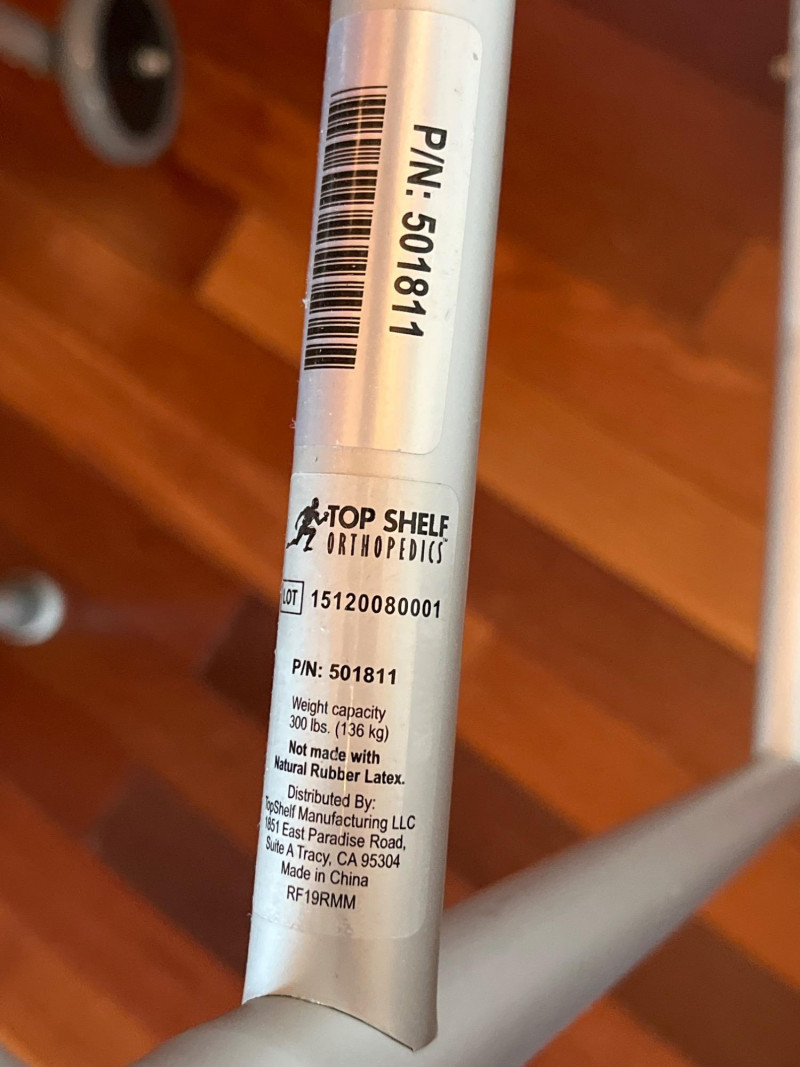 P/N: 501811
TOP SHELF
ORTHOPEDICS™
LOT 15120080001
P/N: 501811
Weight capacity
300 lbs. (136 kg)
Not made with
Natural Rubber Latex.
Distributed By:
TopShelf Manufacturing LLC
1851 East Paradise Road,
Suite A Tracy, CA 95304
Made in China
RF19RMM